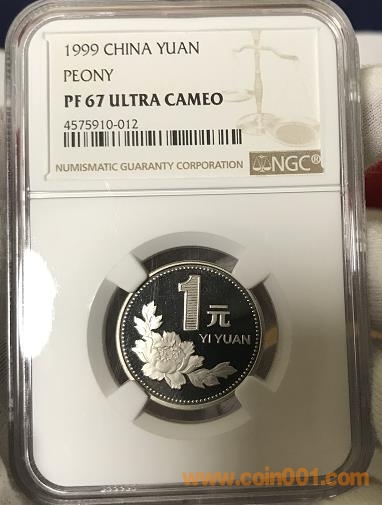 1999 CHINA YUAN
PEONY
PF 67 ULTRA CAMEO
4575910-012
NUMISMATIC GUARANTY CORPORATION
NGC®
1元
YI YUAN
www.coin001.com